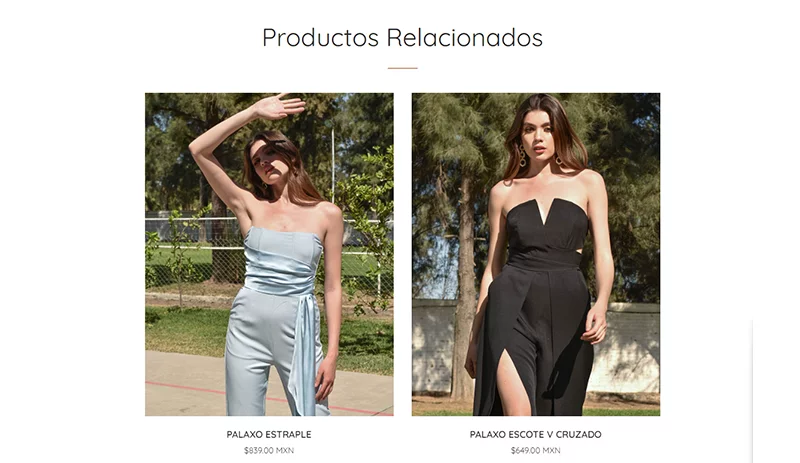 Productos Relacionados
PALAXO ESTRAPLE
$839.00 MXN
PALAXO ESCOTE V CRUZADO
$649.00 MXN